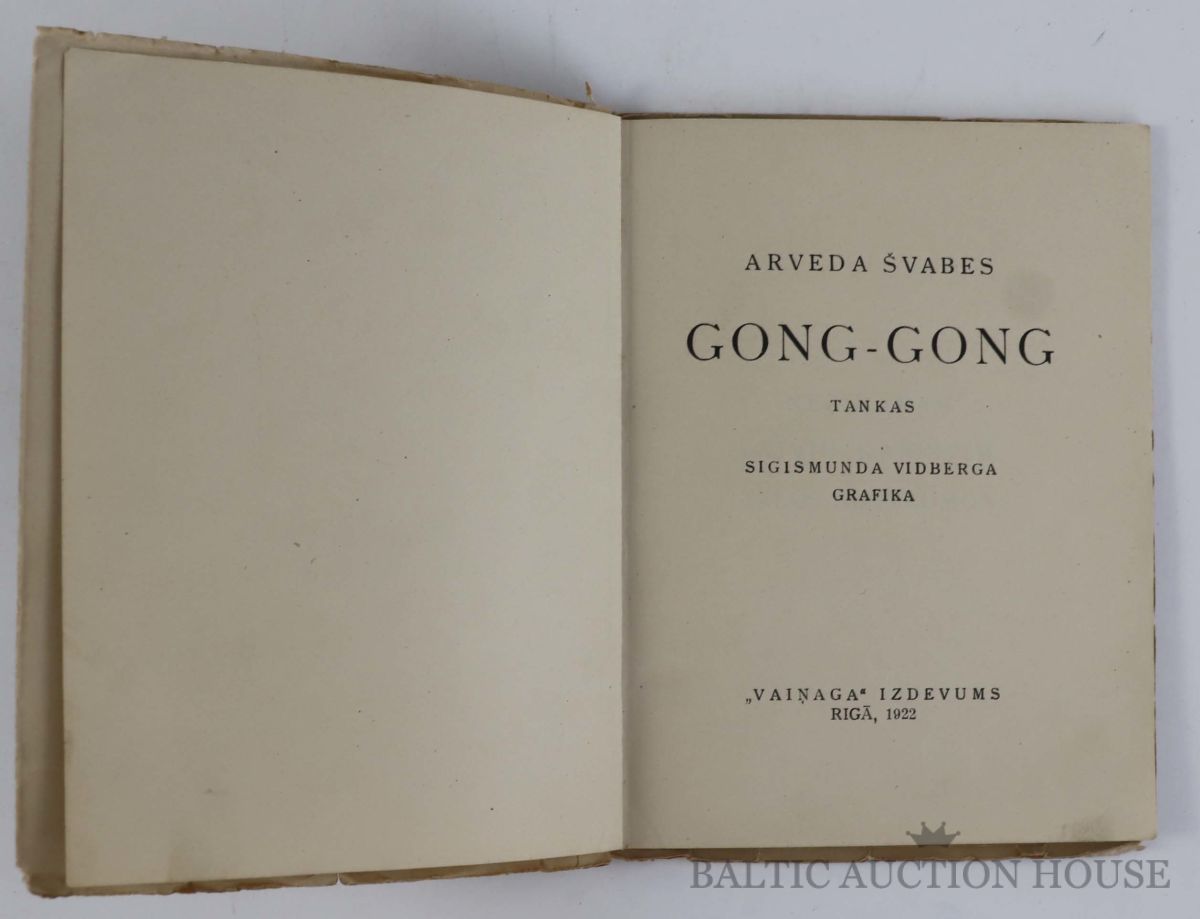 ARVEDA ŠVABES
GONG-GONG
TANKAS
SIGISMUNDA VIDBERGA
GRAFIKA
„VAIŅAGA“ IZDEVUMS
RIGĀ, 1922
BALTIC AUCTION HOUSE